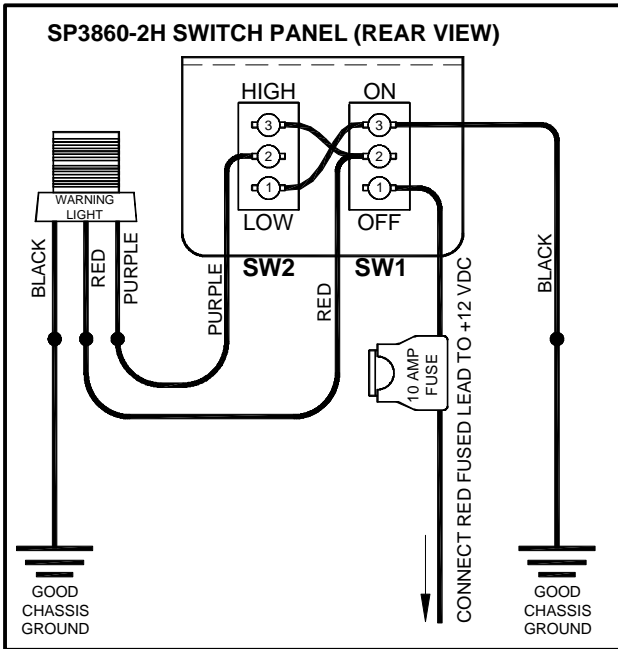 SP3860-2H SWITCH PANEL (REAR VIEW)
HIGH
ON
3
2
1
3
2
1
LOW
OFF
SW2
SW1
WARNING
LIGHT
BLACK
RED
PURPLE
PURPLE
RED
10 AMP
FUSE
CONNECT RED FUSED LEAD TO +12 VDC
BLACK
GOOD
CHASSIS
GROUND
GOOD
CHASSIS
GROUND